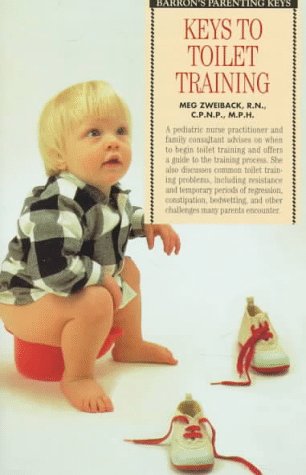 BARRON'S PARENTING KEYS
KEYS TO
TOILET
TRAINING
MEG ZWEIBACK, R.N.,
C.P.N.P., M.P.H.
A pediatric nurse practitioner and
family consultant advises on when
to begin toilet training and offers
a guide to the training process. She
also discusses common toilet train-
ing problems, including resistance
and temporary periods of regression,
constipation, bedwetting, and other
challenges many parents encounter.